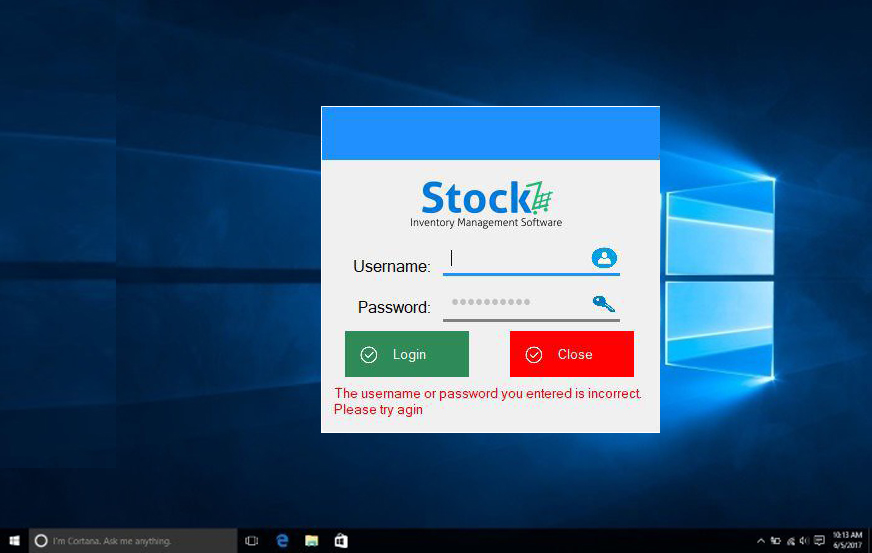 Stock
Inventory Management Software
Username:
Password:
Login
Close
The username or password you entered is incorrect.
Please try agin
I'm Cortana. Ask me anything.
10:13 AM
6/5/2017